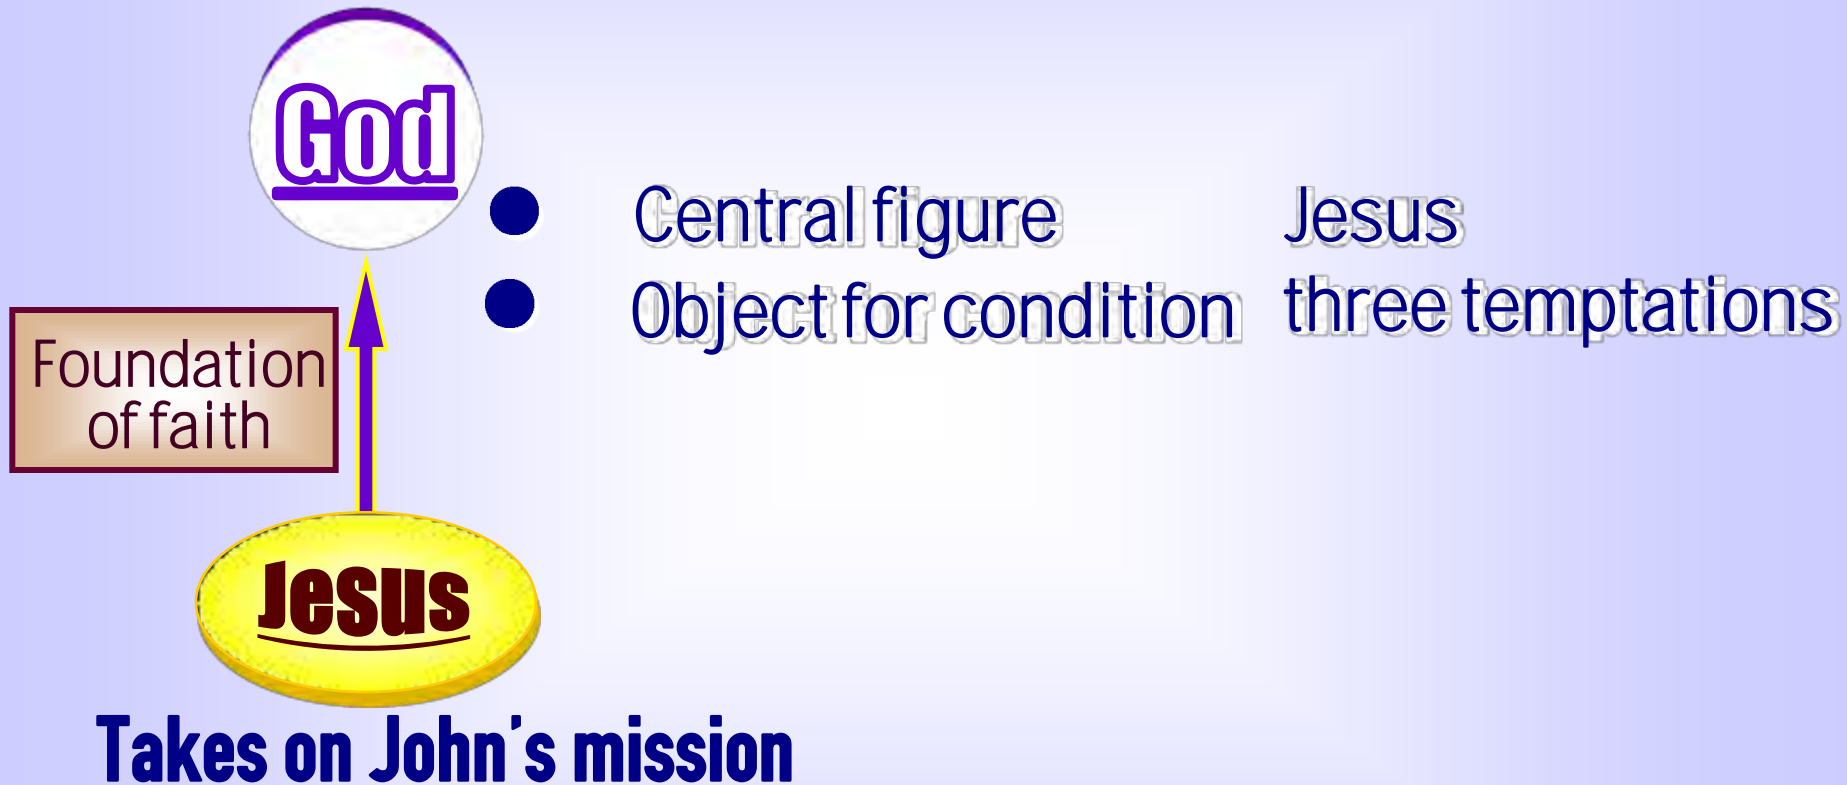 God
Central figure Jesus
Object for condition three temptations
Foundation
of faith
Jesus
Takes on John's mission